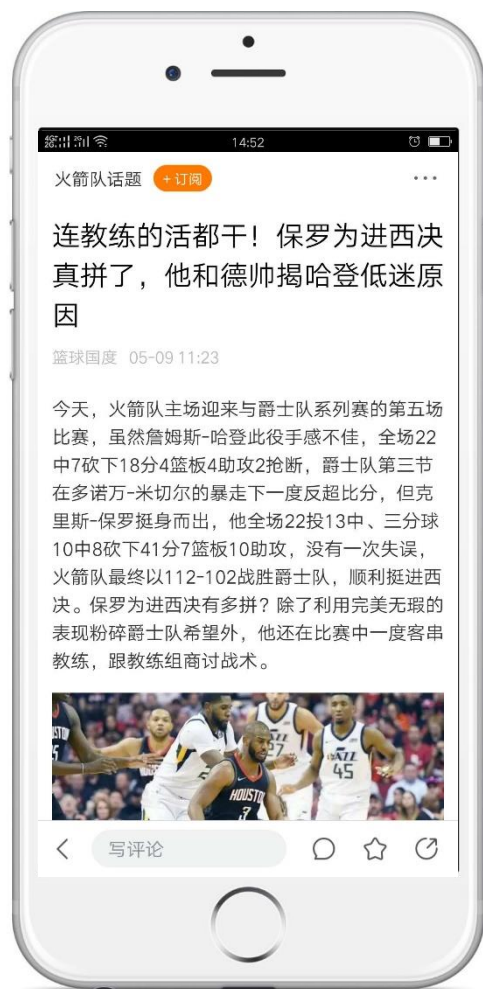 14:52
火箭队话题 +订阅
连教练的活都干！保罗为进西决
真拼了，他和德帅揭哈登低迷原
因
篮球国度 05-09 11:23
今天，火箭队主场迎来与爵士队系列赛的第五场
比赛，虽然詹姆斯-哈登此役手感不佳，全场22
中7砍下18分4篮板4助攻2抢断，爵士队第三节
在多诺万-米切尔的暴走下一度反超比分，但克
里斯-保罗挺身而出，他全场22投13中、三分球
10中8砍下41分7篮板10助攻，没有一次失误，
火箭队最终以112-102战胜爵士队，顺利挺进西
决。保罗为进西决有多拼？除了利用完美无瑕的
表现粉碎爵士队希望外，他还在比赛中一度客串
教练，跟教练组商讨战术。
27
JAZZ
45
HOUSTON
3
写评论